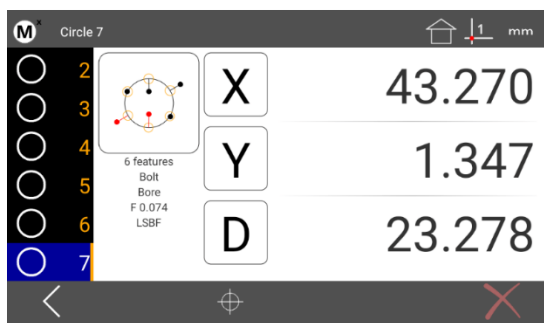 M x Circle 7 1 mm
2
3
4
5
6
7
6 features
Bolt
Bore
F 0.074
LSBF
X 43.270
Y 1.347
D 23.278